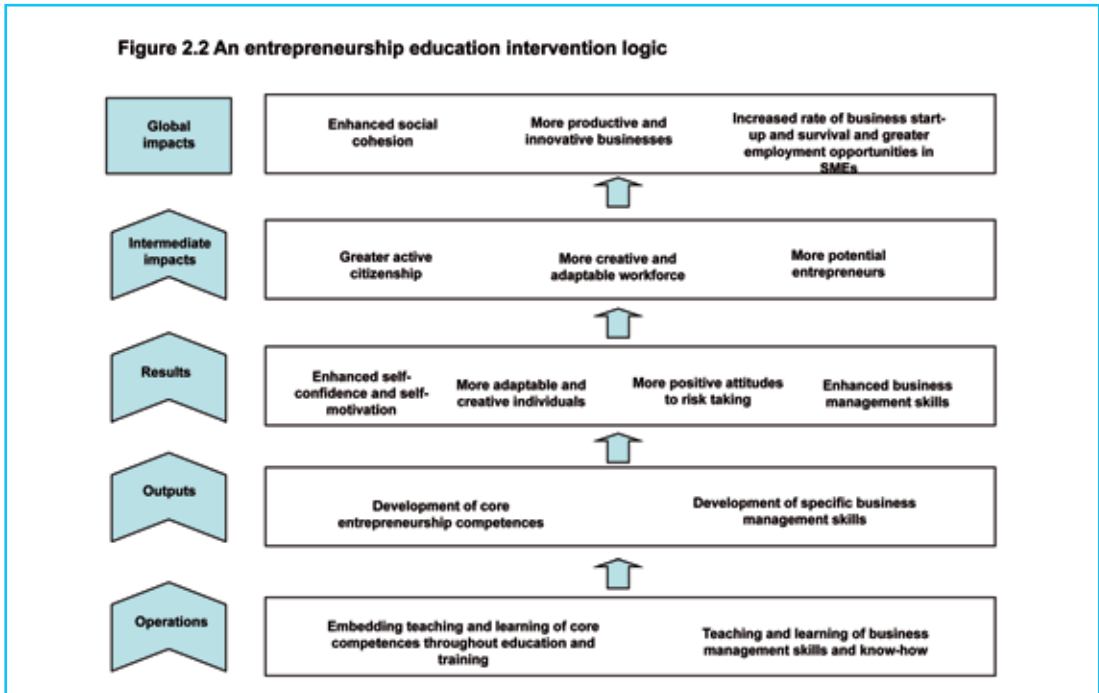 Figure 2.2 An entrepreneurship education intervention logic
Global
impacts
Enhanced social
cohesion
More productive and
innovative businesses
Increased rate of business start-
up and survival and greater
employment opportunities in
SMEs
Intermediate
impacts
Greater active
citizenship
More creative and
adaptable workforce
More potential
entrepreneurs
Results
Enhanced self-
confidence and self-
motivation
More adaptable and
creative individuals
More positive attitudes
to risk taking
Enhanced business
management skills
Outputs
Development of core
entrepreneurship competences
Development of specific business
management skills
Operations
Embedding teaching and learning of core
competences throughout education and
training
Teaching and learning of business
management skills and know-how